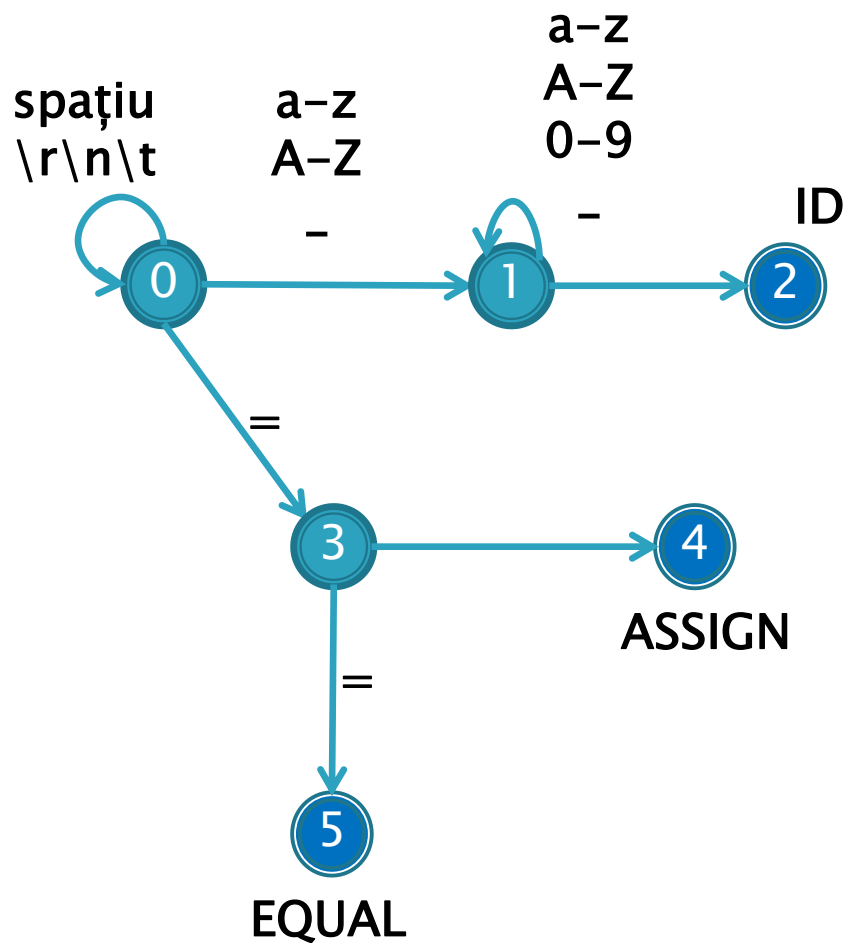 a-z
A-Z
0-9
_
spațiu
\r\n\t
a-z
A-Z
_
ID
0
1
2
=
3
4
ASSIGN
=
5
EQUAL